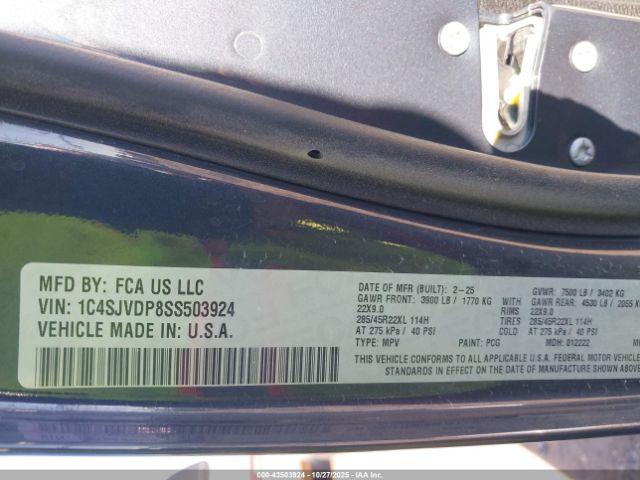 MFD BY: FCA US LLC
VIN: 1C4SJVDP8SS503924
VEHICLE MADE IN: U.S.A.
DATE OF MFR (BUILT): 2-25 GVWR: 7500 LB / 3402 KG
GAWR FRONT: 3900 LB / 1770 KG GAWR REAR: 4530 LB / 2055 KG
22X9.0 RIMS 22X9.0
285/45R22XL 114H TIRES 285/45R22XL 114H
AT 275 kPa / 40 PSI COLD AT 275 kPa / 40 PSI
TYPE: MPV PAINT: PCG MDH: 012222
THIS VEHICLE CONFORMS TO ALL APPLICABLE U.S.A. FEDERAL MOTOR VEHICLE
STANDARDS IN EFFECT ON THE DATE OF MANUFACTURE SHOWN ABOVE
000-43503924 | 10/27/2025 | IAA Inc.